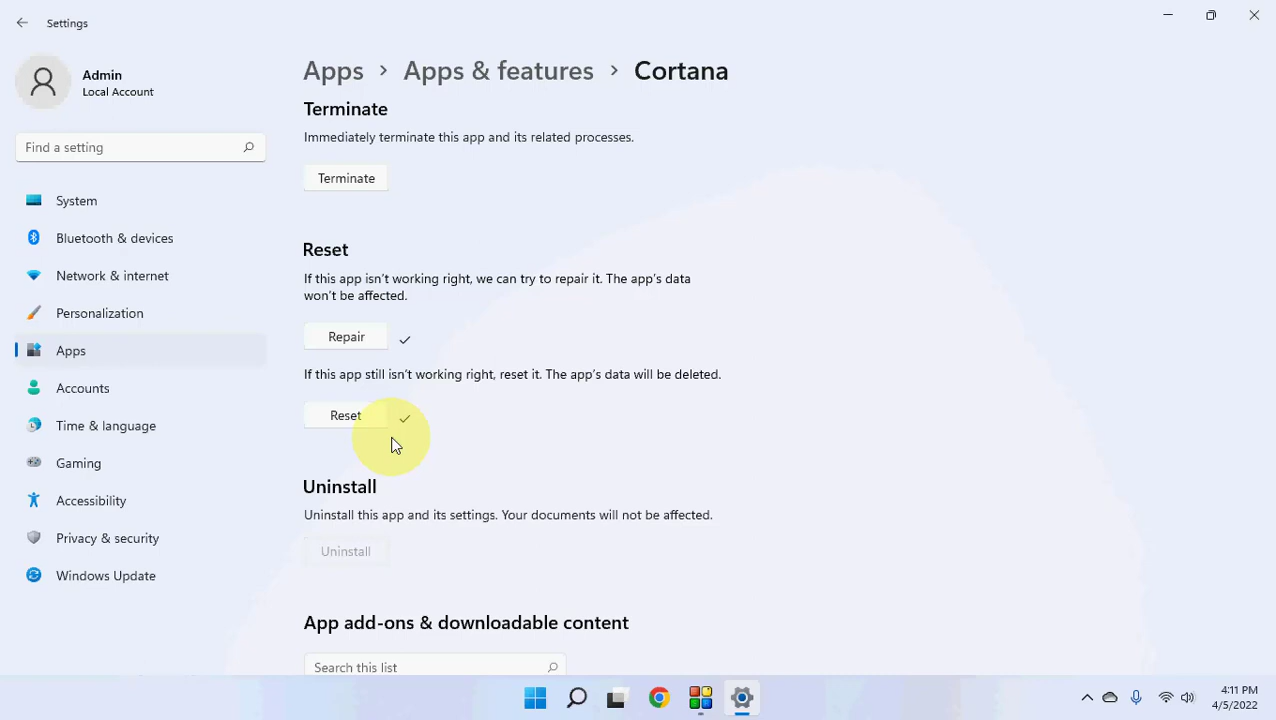 Settings
Admin
Local Account
Find a setting
System
Bluetooth & devices
Network & internet
Personalization
Apps
Accounts
Time & language
Gaming
Accessibility
Privacy & security
Windows Update
Apps › Apps & features › Cortana
Terminate
Immediately terminate this app and its related processes.
Terminate
Reset
If this app isn't working right, we can try to repair it. The app's data
won't be affected.
Repair
If this app still isn't working right, reset it. The app's data will be deleted.
Reset
Uninstall
Uninstall this app and its settings. Your documents will not be affected.
Uninstall
App add-ons & downloadable content
Search this list
4:11 PM
4/5/2022